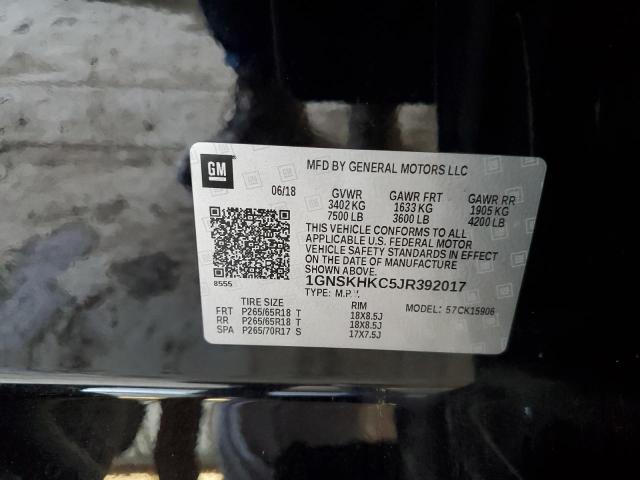 GM
MFD BY GENERAL MOTORS LLC
06/18 GVWR GAWR FRT GAWR RR
3402 KG 1633 KG 1905 KG
7500 LB 3600 LB 4200 LB
THIS VEHICLE CONFORMS TO ALL
APPLICABLE U.S. FEDERAL MOTOR
VEHICLE SAFETY STANDARDS IN EFFECT
ON THE DATE OF MANUFACTURE
SHOWN ABOVE.
8555 1GNSKHKC5JR392017
TYPE: M.P.V. MODEL: 57CK15906
TIRE SIZE RIM
FRT P265/65R18 T 18X8.5J
RR P265/65R18 T 18X8.5J
SPA P265/70R17 S 17X7.5J